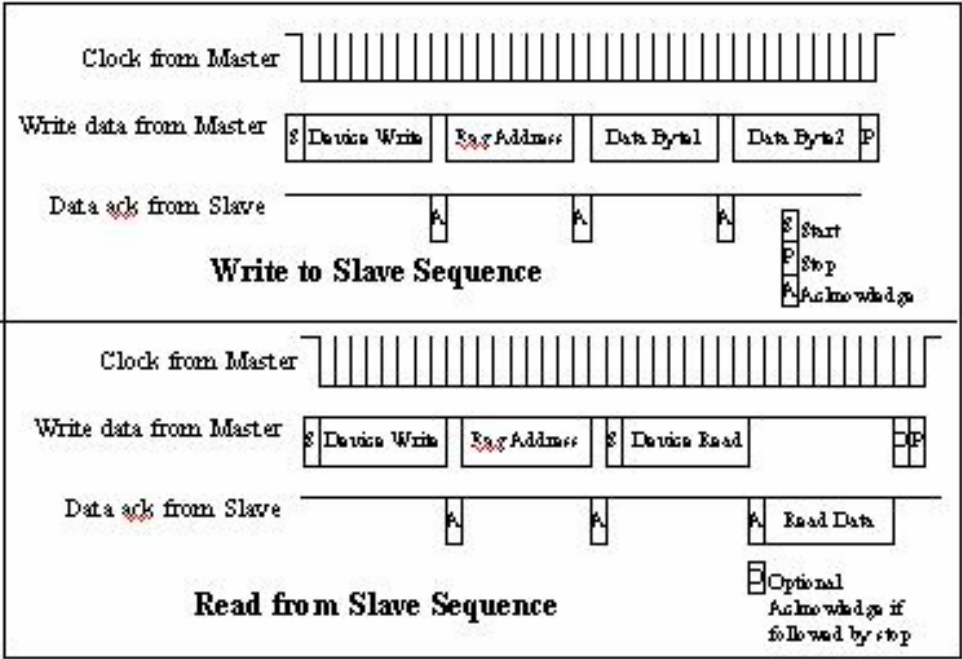 Clock from Master
Write data from Master S Device Write Reg Address Data Byte1 Data Byte2 P
Data ack from Slave A A A
S Start
P Stop
A Acknowledge
Write to Slave Sequence
Clock from Master
Write data from Master S Device Write Reg Address S Device Read O P
Data ack from Slave A A A Read Data
O Optional
Acknowledge if
followed by stop
Read from Slave Sequence